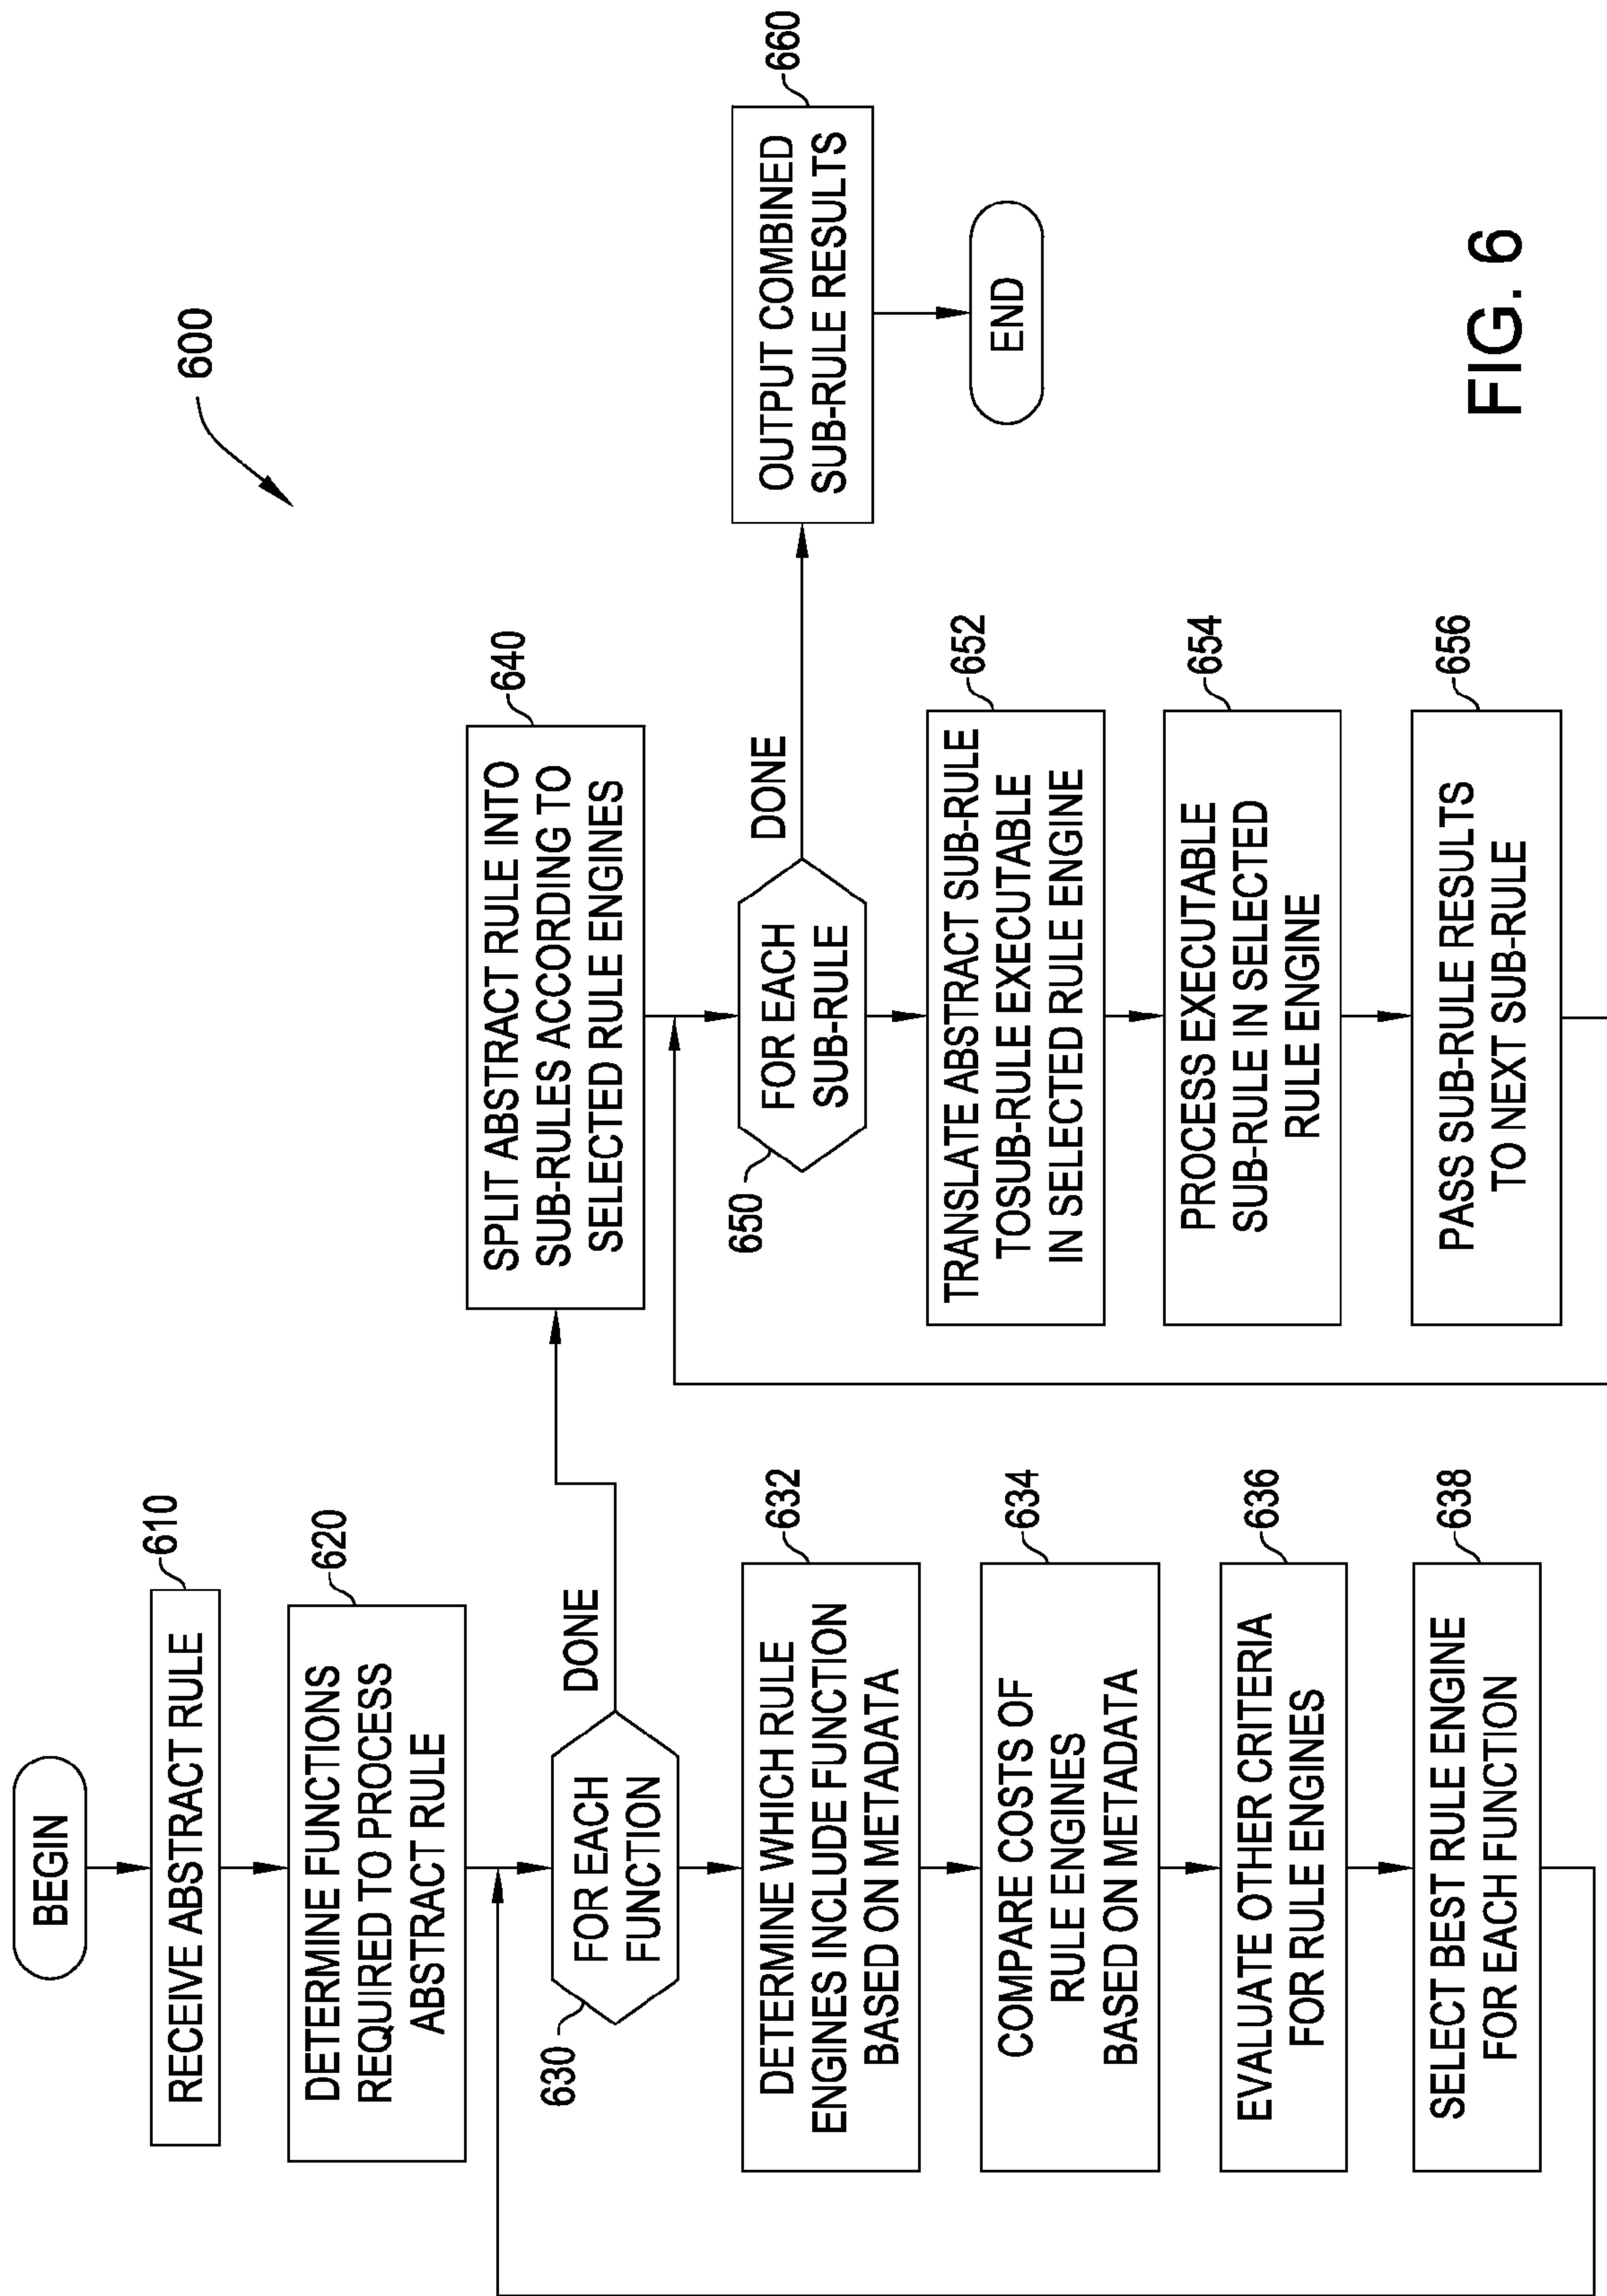 600
BEGIN
610
RECEIVE ABSTRACT RULE
620
DETERMINE FUNCTIONS
REQUIRED TO PROCESS
ABSTRACT RULE
630
FOR EACH
FUNCTION
DONE
632
DETERMINE WHICH RULE
ENGINES INCLUDE FUNCTION
BASED ON METADATA
634
COMPARE COSTS OF
RULE ENGINES
BASED ON METADATA
636
EVALUATE OTHER CRITERIA
FOR RULE ENGINES
638
SELECT BEST RULE ENGINE
FOR EACH FUNCTION
640
SPLIT ABSTRACT RULE INTO
SUB-RULES ACCORDING TO
SELECTED RULE ENGINES
650
FOR EACH
SUB-RULE
DONE
652
TRANSLATE ABSTRACT SUB-RULE
TOSUB-RULE EXECUTABLE
IN SELECTED RULE ENGINE
654
PROCESS EXECUTABLE
SUB-RULE IN SELECTED
RULE ENGINE
656
PASS SUB-RULE RESULTS
TO NEXT SUB-RULE
660
OUTPUT COMBINED
SUB-RULE RESULTS
END
FIG. 6